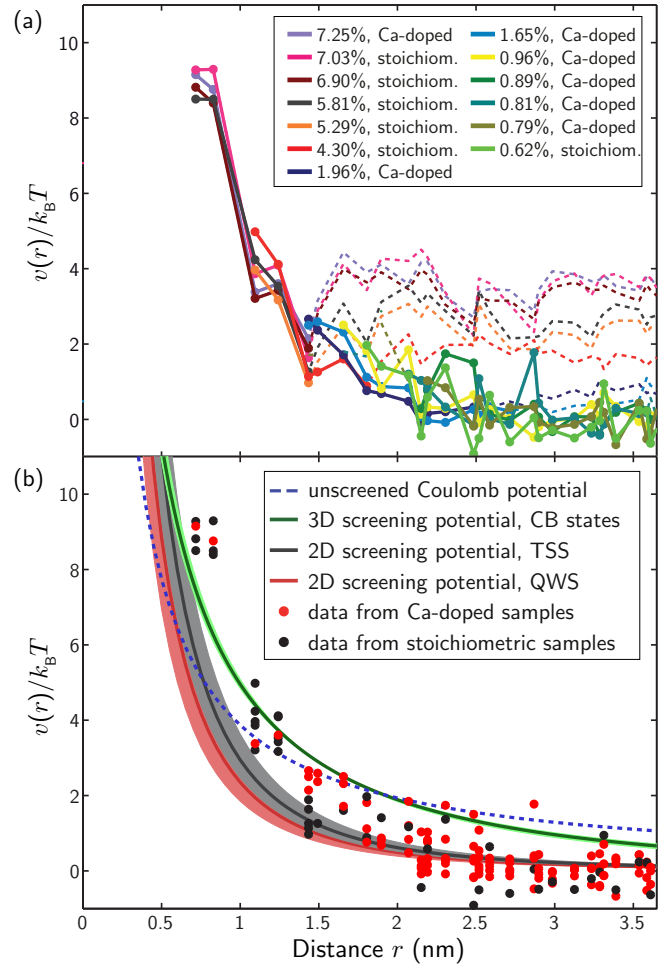 (a)
10
8
6
4
2
0
v(r)/k_B T
7.25%, Ca-doped
7.03%, stoichiom.
6.90%, stoichiom.
5.81%, stoichiom.
5.29%, stoichiom.
4.30%, stoichiom.
1.96%, Ca-doped
1.65%, Ca-doped
0.96%, Ca-doped
0.89%, Ca-doped
0.81%, Ca-doped
0.79%, Ca-doped
0.62%, stoichiom.
(b)
10
8
6
4
2
0
v(r)/k_B T
unscreened Coulomb potential
3D screening potential, CB states
2D screening potential, TSS
2D screening potential, QWS
data from Ca-doped samples
data from stoichiometric samples
0 0.5 1 1.5 2 2.5 3 3.5
Distance r (nm)